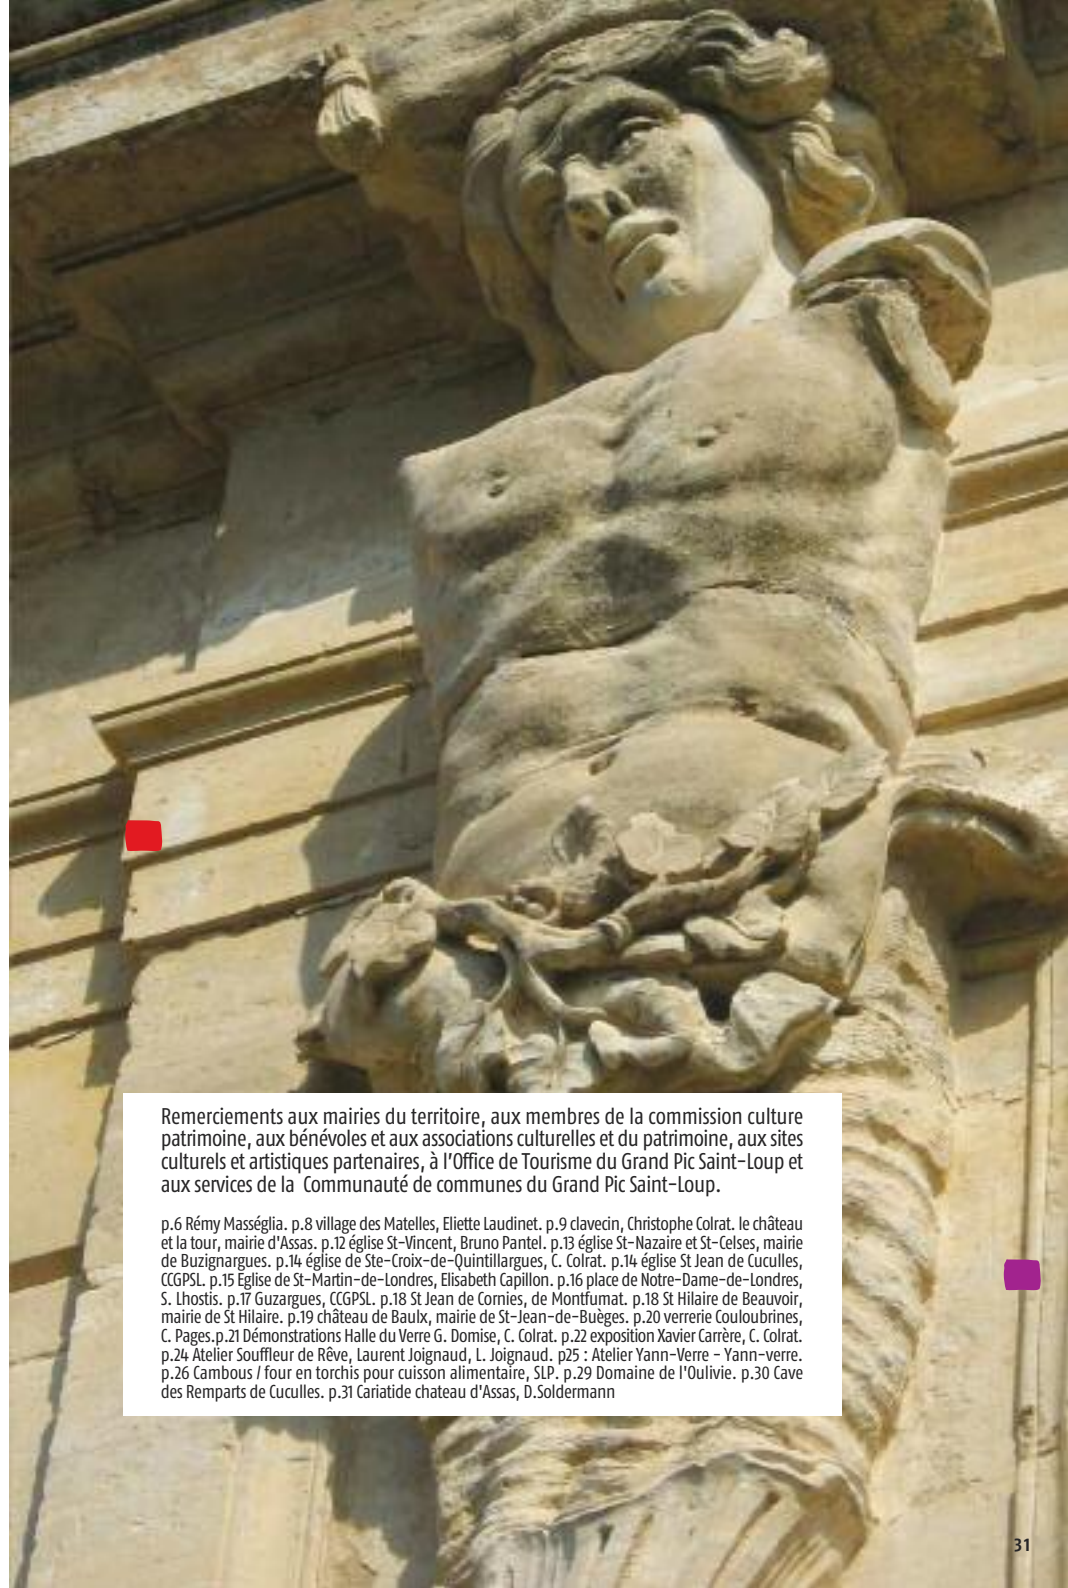 Remerciements aux mairies du territoire, aux membres de la commission culture
patrimoine, aux bénévoles et aux associations culturelles et du patrimoine, aux sites
culturels et artistiques partenaires, à l'Office de Tourisme du Grand Pic Saint-Loup et
aux services de la Communauté de communes du Grand Pic Saint-Loup.
p.6 Rémy Masséglia. p.8 village des Matelles, Eliette Laudinet. p.9 clavecin, Christophe Colrat. le château
et la tour, mairie d'Assas. p.12 église St-Vincent, Bruno Pantel. p.13 église St-Nazaire et St-Celses, mairie
de Buzignargues. p.14 église de Ste-Croix-de-Quintillargues, C. Colrat. p.14 église St Jean de Cuculles,
CCGPSL. p.15 Eglise de St-Martin-de-Londres, Elisabeth Capillon. p.16 place de Notre-Dame-de-Londres,
S. Lhostis. p.17 Guzargues, CCGPSL. p.18 St Jean de Cornies, de Montfumat. p.18 St Hilaire de Beauvoir,
mairie de St Hilaire. p.19 château de Baulx, mairie de St-Jean-de-Buèges. p.20 verrerie Couloubrines,
C. Pages.p.21 Démonstrations Halle du Verre G. Domise, C. Colrat. p.22 exposition Xavier Carrère, C. Colrat.
p.24 Atelier Souffleur de Rêve, Laurent Joignaud, L. Joignaud. p25 : Atelier Yann-Verre - Yann-verre.
p.26 Cambous / four en torchis pour cuisson alimentaire, SLP. p.29 Domaine de l'Oulivie. p.30 Cave
des Remparts de Cuculles. p.31 Cariatide chateau d'Assas, D.Soldermann
31